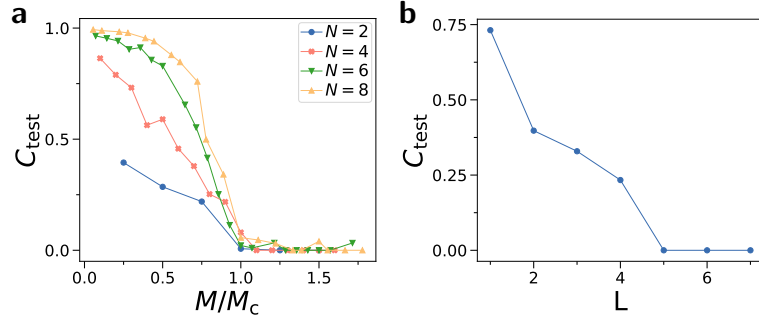 a
C_test
1.0
0.5
0.0
0.0
0.5
1.0
1.5
M/M_c
N = 2
N = 4
N = 6
N = 8
b
C_test
0.75
0.50
0.25
0.00
2
4
6
L